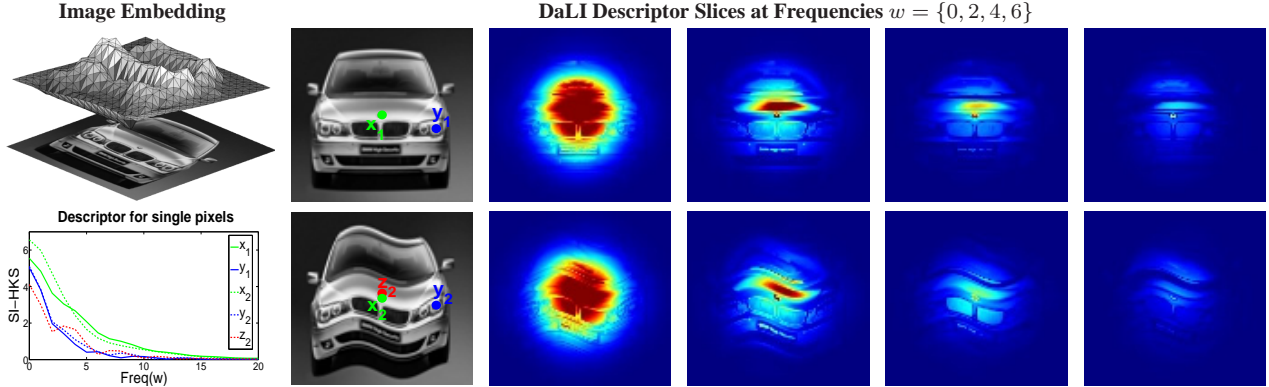 Image Embedding
DaLI Descriptor Slices at Frequencies w = {0, 2, 4, 6}
x1
y1
Descriptor for single pixels
SI-HKS
6
4
2
0
0 5 10 15 20
Freq(w)
x1
y1
x2
y2
z2
z2
x2
y2